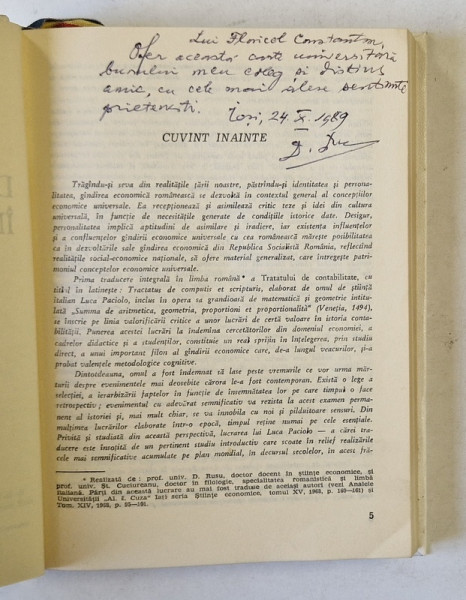 Lui Floricel Constantin,
Ofer această carte universitară
bunului meu coleg și distins
amic, cu cele mai alese sentimente
prietenești.
Iași, 24 X. 1989
CUVINT INAINTE
D. Rusu
Trăgîndu-și seva din realitățile țării noastre, păstrîndu-și identitatea și persona-
litatea, gîndirea economică românească se dezvoltă în contextul general al concepțiilor
economice universale. Ea recepționează și asimilează critic teze și idei din cultura
universală, în funcție de necesitățile generate de condițiile istorice date. Desigur,
personalitatea implică aptitudini de asimilare și iradiere, iar existența influențelor
și a confluențelor gîndirii economice universale cu cea românească mărește posibilitatea
ca în dezvoltările sale gîndirea economică din Republica Socialistă România, reflectînd
realitățile social-economice naționale, să ofere material generalizat, care întregește patri-
moniul conceptelor economice universale.
Prima traducere integrală în limba română* a Tratatului de contabilitate, cu
titlul în latinește: Tractatus de computis et scripturis, elaborat de omul de știință
italian Luca Paciolo, inclus în opera sa grandioasă de matematică și geometrie intitu-
lată „Summa de aritmetica, geometria, proportioni et proportionalità” (Veneția, 1494),
se înscrie pe linia valorificării critice a unor lucrări de certă valoare în istoria conta-
bilității. Punerea acestei lucrări la îndemîna cercetătorilor din domeniul economiei, a
cadrelor didactice și a studenților, constituie un real sprijin în înțelegerea, prin studiu
direct, a unui important filon al gîndirii economice care, de-a lungul veacurilor, și-a
probat valențele metodologice cognitive.
Dintotdeauna, omul a fost îndemnat să lase peste vremurile ce vor urma măr-
turii despre evenimentele mai deosebite cărora le-a fost contemporan. Există o lege a
selecției, a ierarhizării faptelor în funcție de însemnătatea lor pe care timpul o face
retrospectiv; evenimentul cu adevărat semnificativ va rezista la acest examen perma-
nent al istoriei și, mai mult chiar, se va înnobila cu noi și pilduitoare sensuri. Din
mulțimea lucrărilor elaborate într-o epocă, timpul reține numai pe cele esențiale.
Privită și studiată din această perspectivă, lucrarea lui Luca Paciolo — a cărei tra-
ducere este însoțită de un pertinent studiu introductiv care scoate în relief realizările
cele mai semnificative acumulate pe plan mondial, în decursul secolelor, în acest fă-
* Realizată de: prof. univ. D. Rusu, doctor docent în științe economice, și
prof. univ. Șt. Cuciureanu, doctor în filologie, specialitatea romanistică și limbă
italiană. Părți din această lucrare au mai fost traduse de același autori (vezi Analele
Universității „Al. I. Cuza” Iași seria Științe economice, tomul XV, 1969, p. 149—161) și
Tom. XIV, 1968, p. 95—101.
5